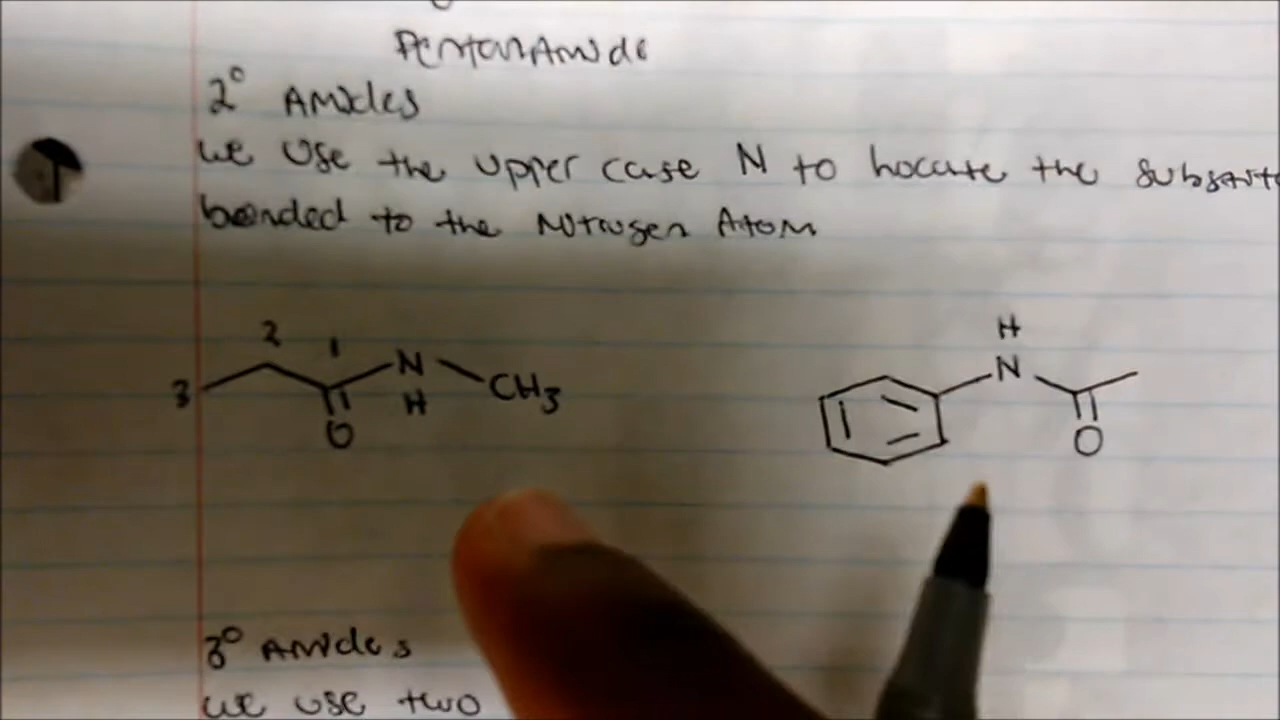 PentanAmide
2° AMides
we use the upper case N to locate the substit
bonded to the Nitrogen Atom
H
2 1 N N
3 H CH3
O O
3° Amides
we use two